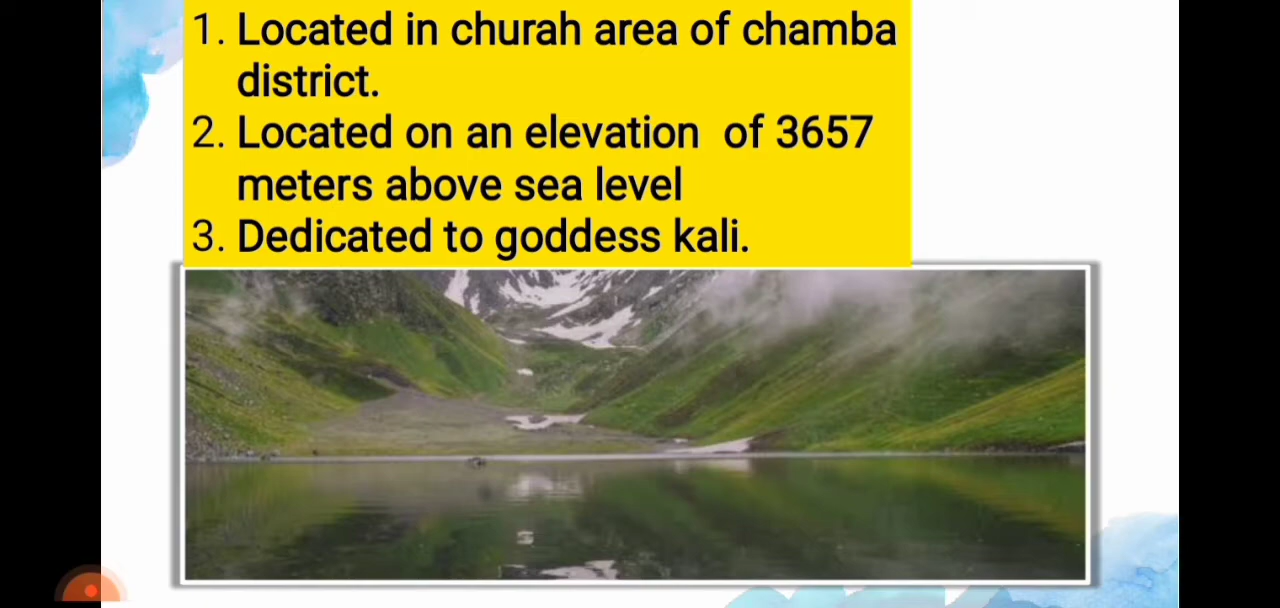 1. Located in churah area of chamba
district.
2. Located on an elevation of 3657
meters above sea level
3. Dedicated to goddess kali.